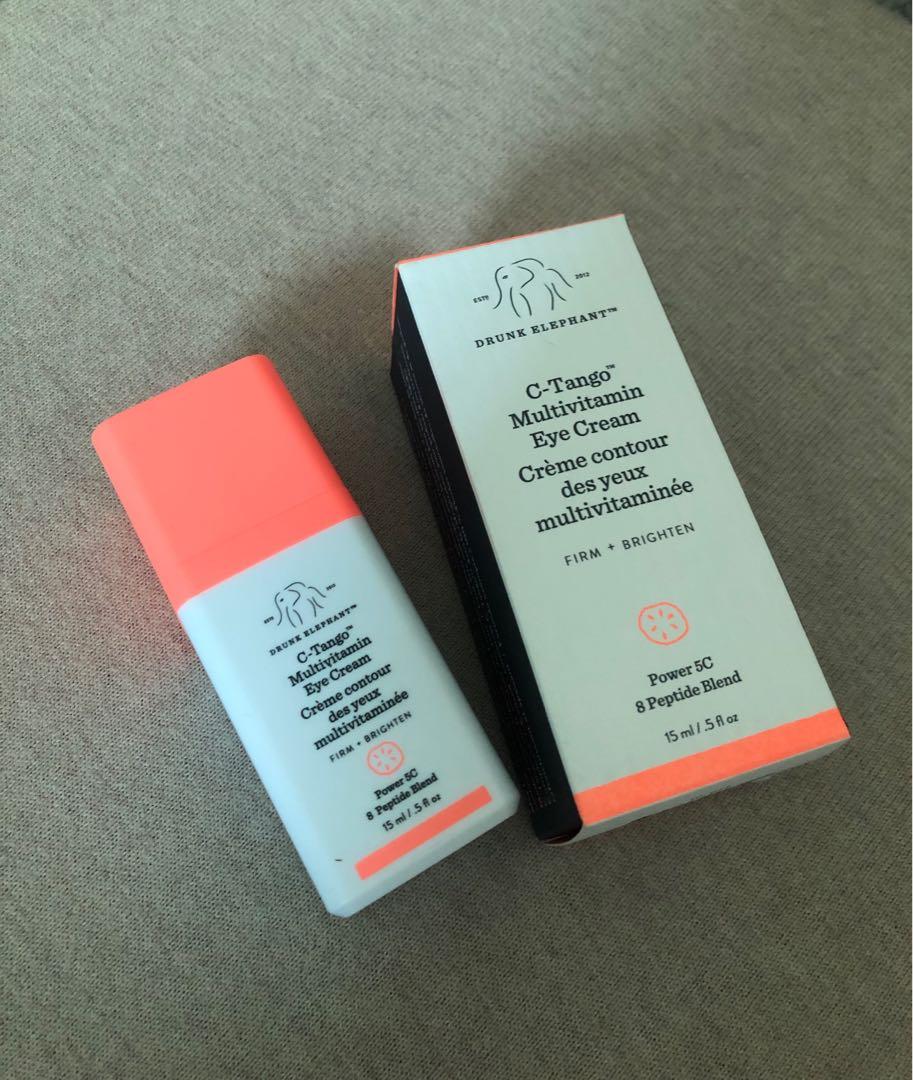 ESTD 2012
DRUNK ELEPHANT™
C-Tango™
Multivitamin
Eye Cream
Crème contour
des yeux
multivitaminée
FIRM + BRIGHTEN
Power 5C
8 Peptide Blend
15 ml / .5 fl oz
ESTD 2012
DRUNK ELEPHANT™
C-Tango™
Multivitamin
Eye Cream
Crème contour
des yeux
multivitaminée
FIRM + BRIGHTEN
Power 5C
8 Peptide Blend
15 ml / .5 fl oz